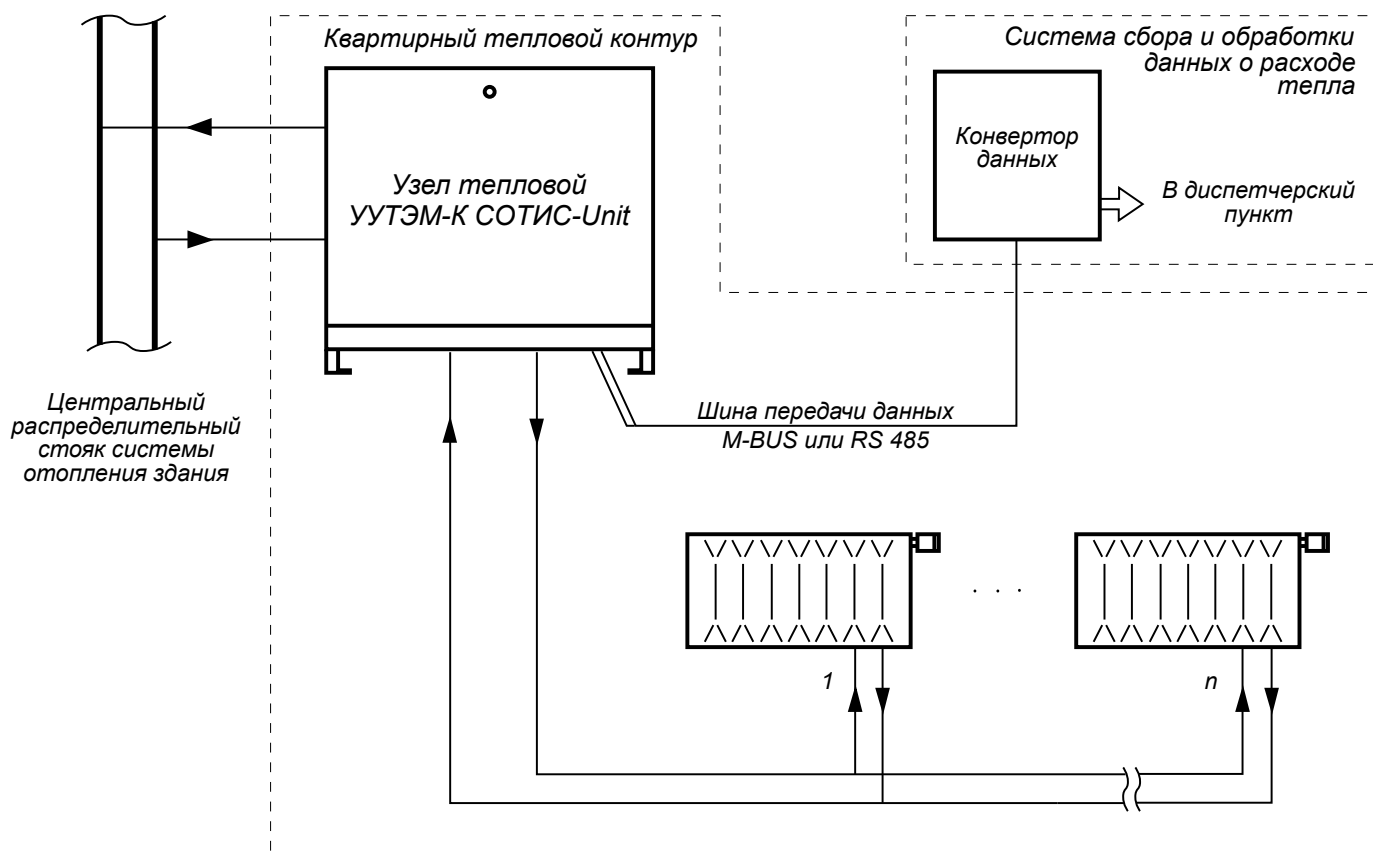 Квартирный тепловой контур
Система сбора и обработки
данных о расходе
тепла
Конвертор
данных
Узел тепловой
УУТЭМ-К СОТИС-Unit
В диспетчерский
пункт
Центральный
распределительный
стояк системы
отопления здания
Шина передачи данных
M-BUS или RS 485
. . .
1
n